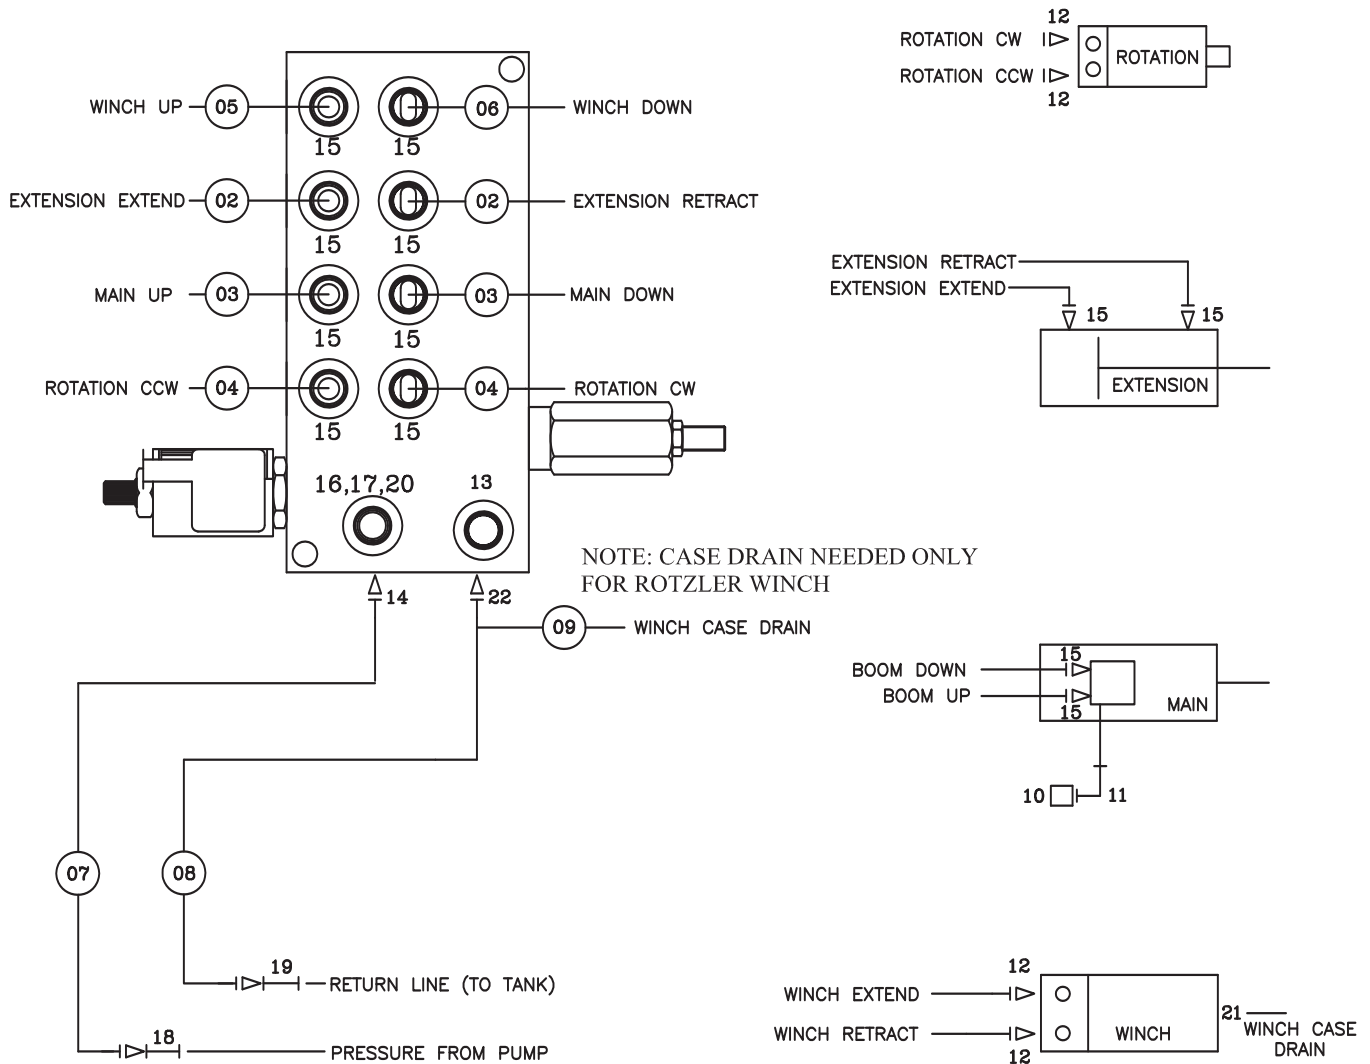 WINCH UP 05 06 WINCH DOWN
15 15
EXTENSION EXTEND 02 02 EXTENSION RETRACT
15 15
MAIN UP 03 03 MAIN DOWN
15 15
ROTATION CCW 04 04 ROTATION CW
15 15
16,17,20 13
NOTE: CASE DRAIN NEEDED ONLY
FOR ROTZLER WINCH
14 22
09 WINCH CASE DRAIN
07 08
19 RETURN LINE (TO TANK)
18 PRESSURE FROM PUMP
12
ROTATION CW ROTATION
ROTATION CCW
12
EXTENSION RETRACT
EXTENSION EXTEND
15 15
EXTENSION
15
BOOM DOWN
BOOM UP
15 MAIN
10 11
12
WINCH EXTEND
WINCH RETRACT WINCH
12
21 WINCH CASE
DRAIN